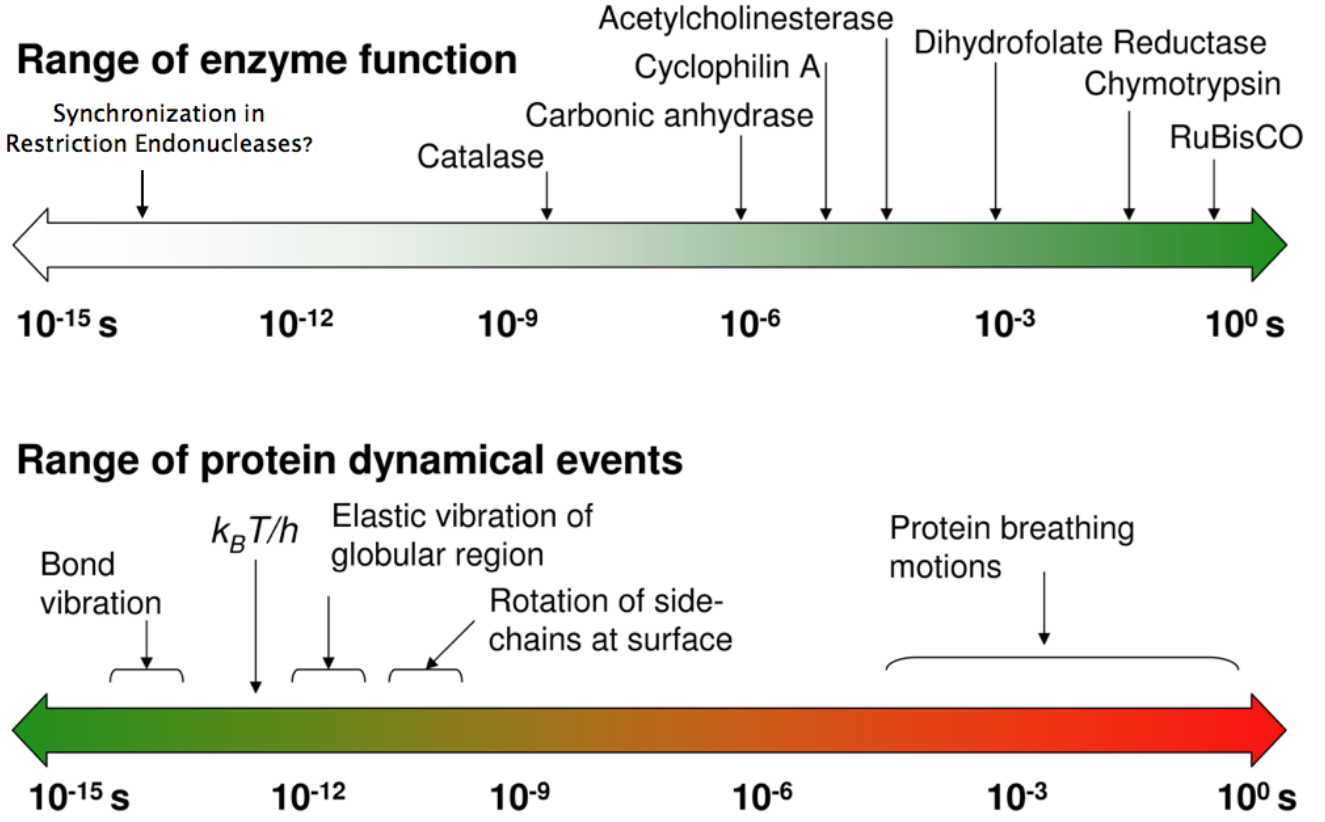 Range of enzyme function
Synchronization in
Restriction Endonucleases?
Catalase
Carbonic anhydrase
Cyclophilin A
Acetylcholinesterase
Dihydrofolate Reductase
Chymotrypsin
RuBisCO
10⁻¹⁵ s
10⁻¹²
10⁻⁹
10⁻⁶
10⁻³
10⁰ s
Range of protein dynamical events
Bond
vibration
k_BT/h
Elastic vibration of
globular region
Rotation of side-
chains at surface
Protein breathing
motions
10⁻¹⁵ s
10⁻¹²
10⁻⁹
10⁻⁶
10⁻³
10⁰ s